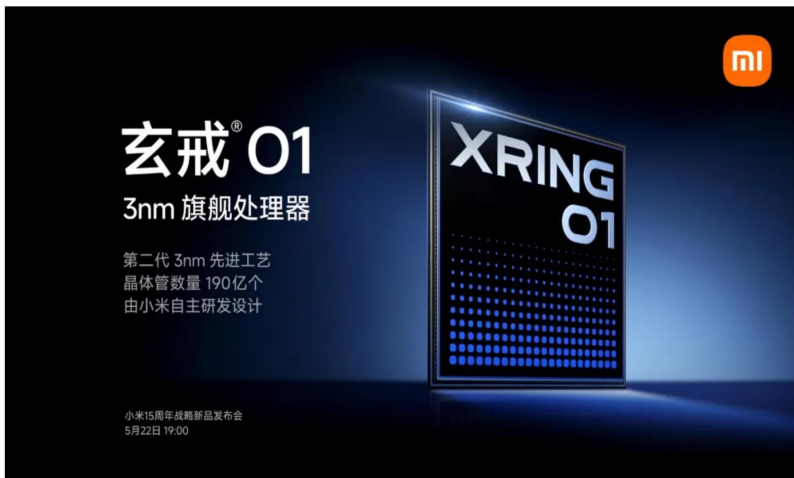 mi
玄戒® O1
3nm 旗舰处理器
第二代 3nm 先进工艺
晶体管数量 190亿个
由小米自主研发设计
小米15周年战略新品发布会
5月22日 19:00
XRING
O1